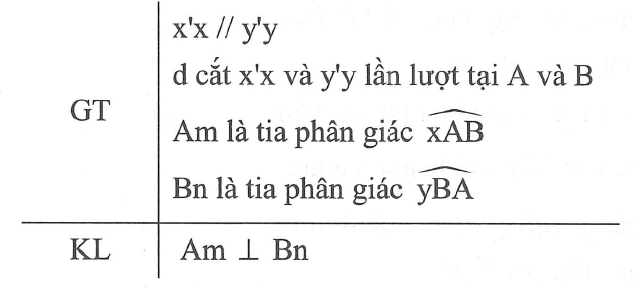 x'x // y'y
d cắt x'x và y'y lần lượt tại A và B
GT
Am là tia phân giác xAB
Bn là tia phân giác yBA
KL Am ⊥ Bn